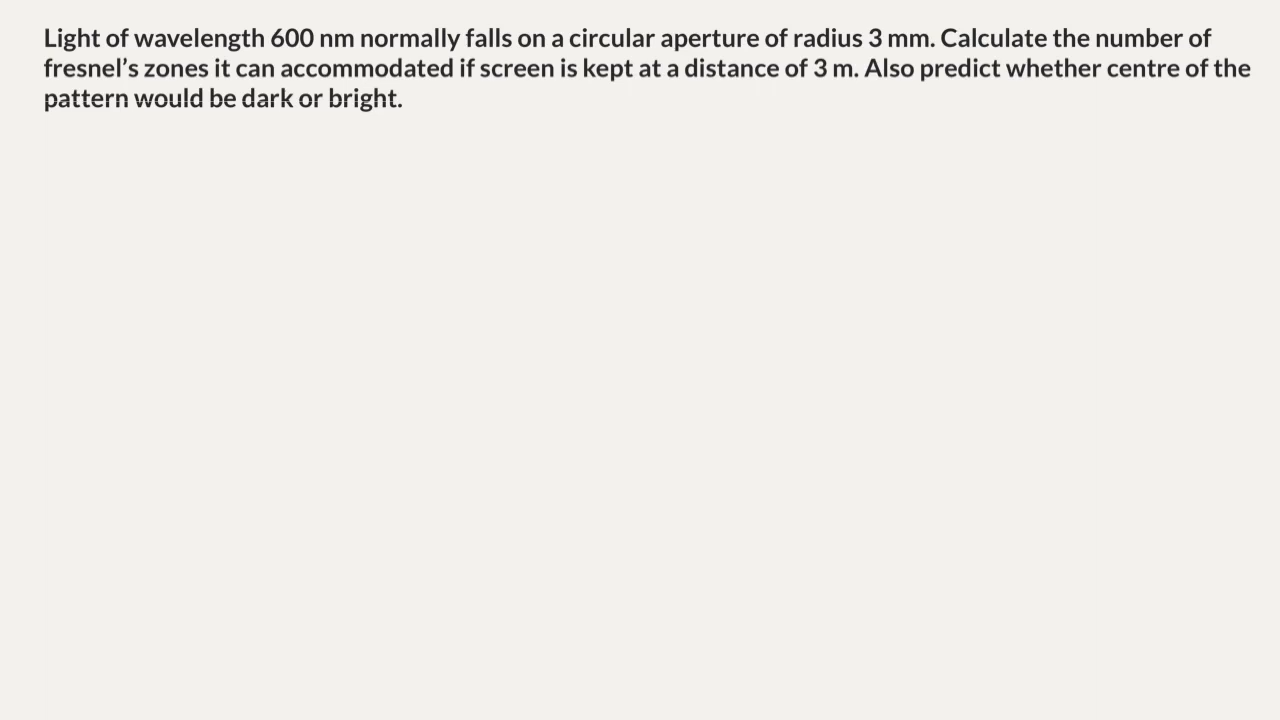 Light of wavelength 600 nm normally falls on a circular aperture of radius 3 mm. Calculate the number of
fresnel’s zones it can accommodated if screen is kept at a distance of 3 m. Also predict whether centre of the
pattern would be dark or bright.